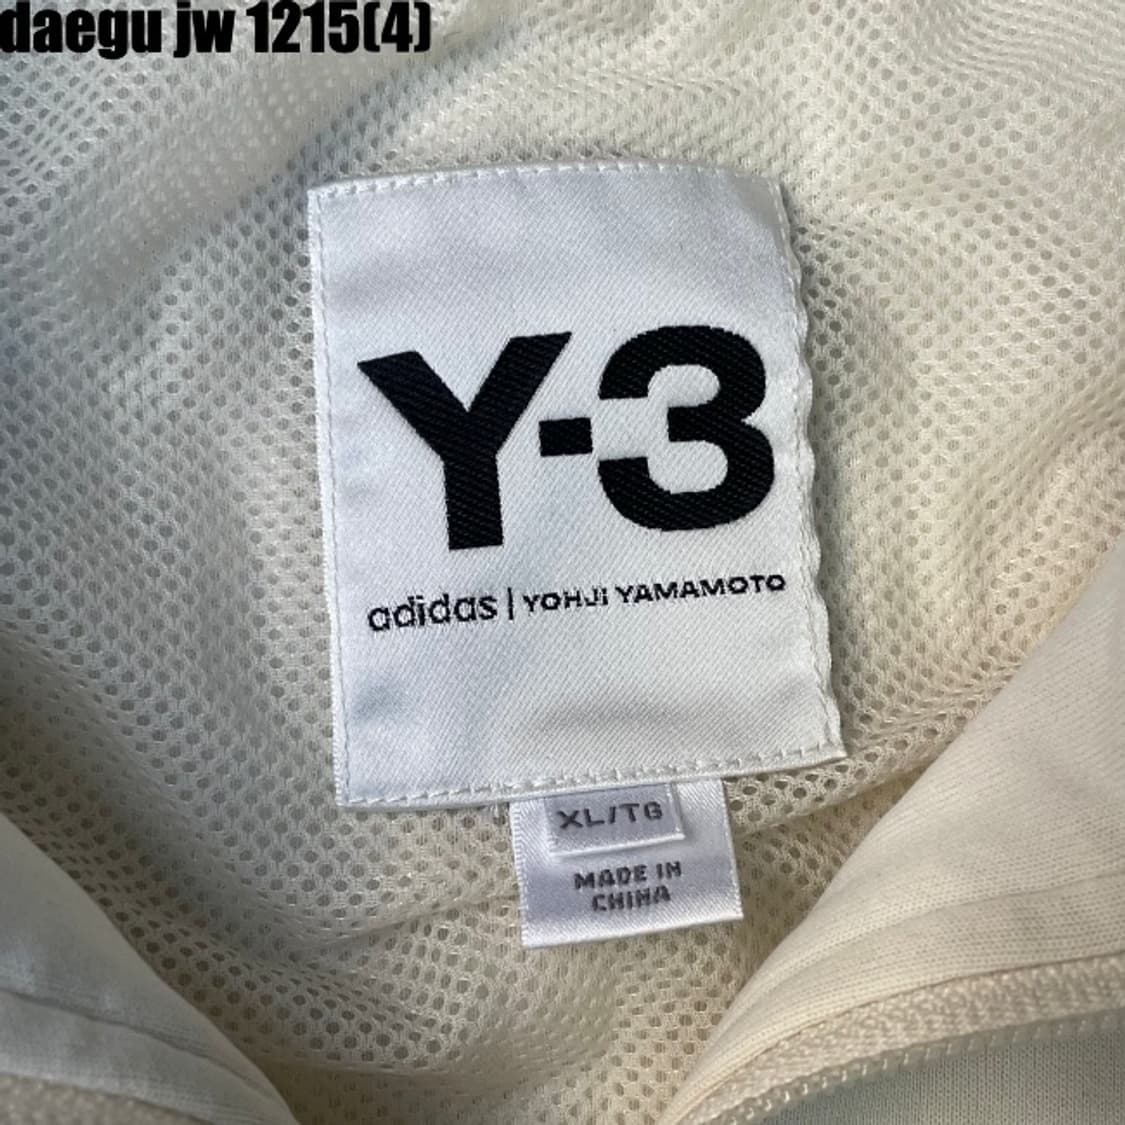 daegu jw 1215(4)
Y-3
adidas | YOHJI YAMAMOTO
XL/TG
MADE IN
CHINA